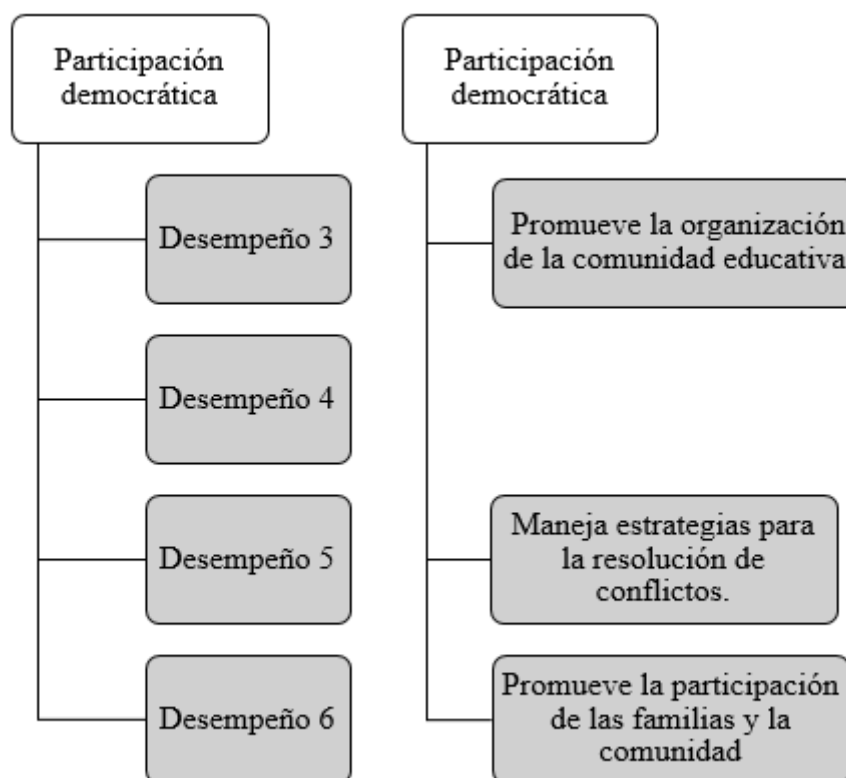 Participación
democrática
Desempeño 3
Desempeño 4
Desempeño 5
Desempeño 6
Participación
democrática
Promueve la organización
de la comunidad educativa
Maneja estrategias para
la resolución de
conflictos.
Promueve la participación
de las familias y la
comunidad